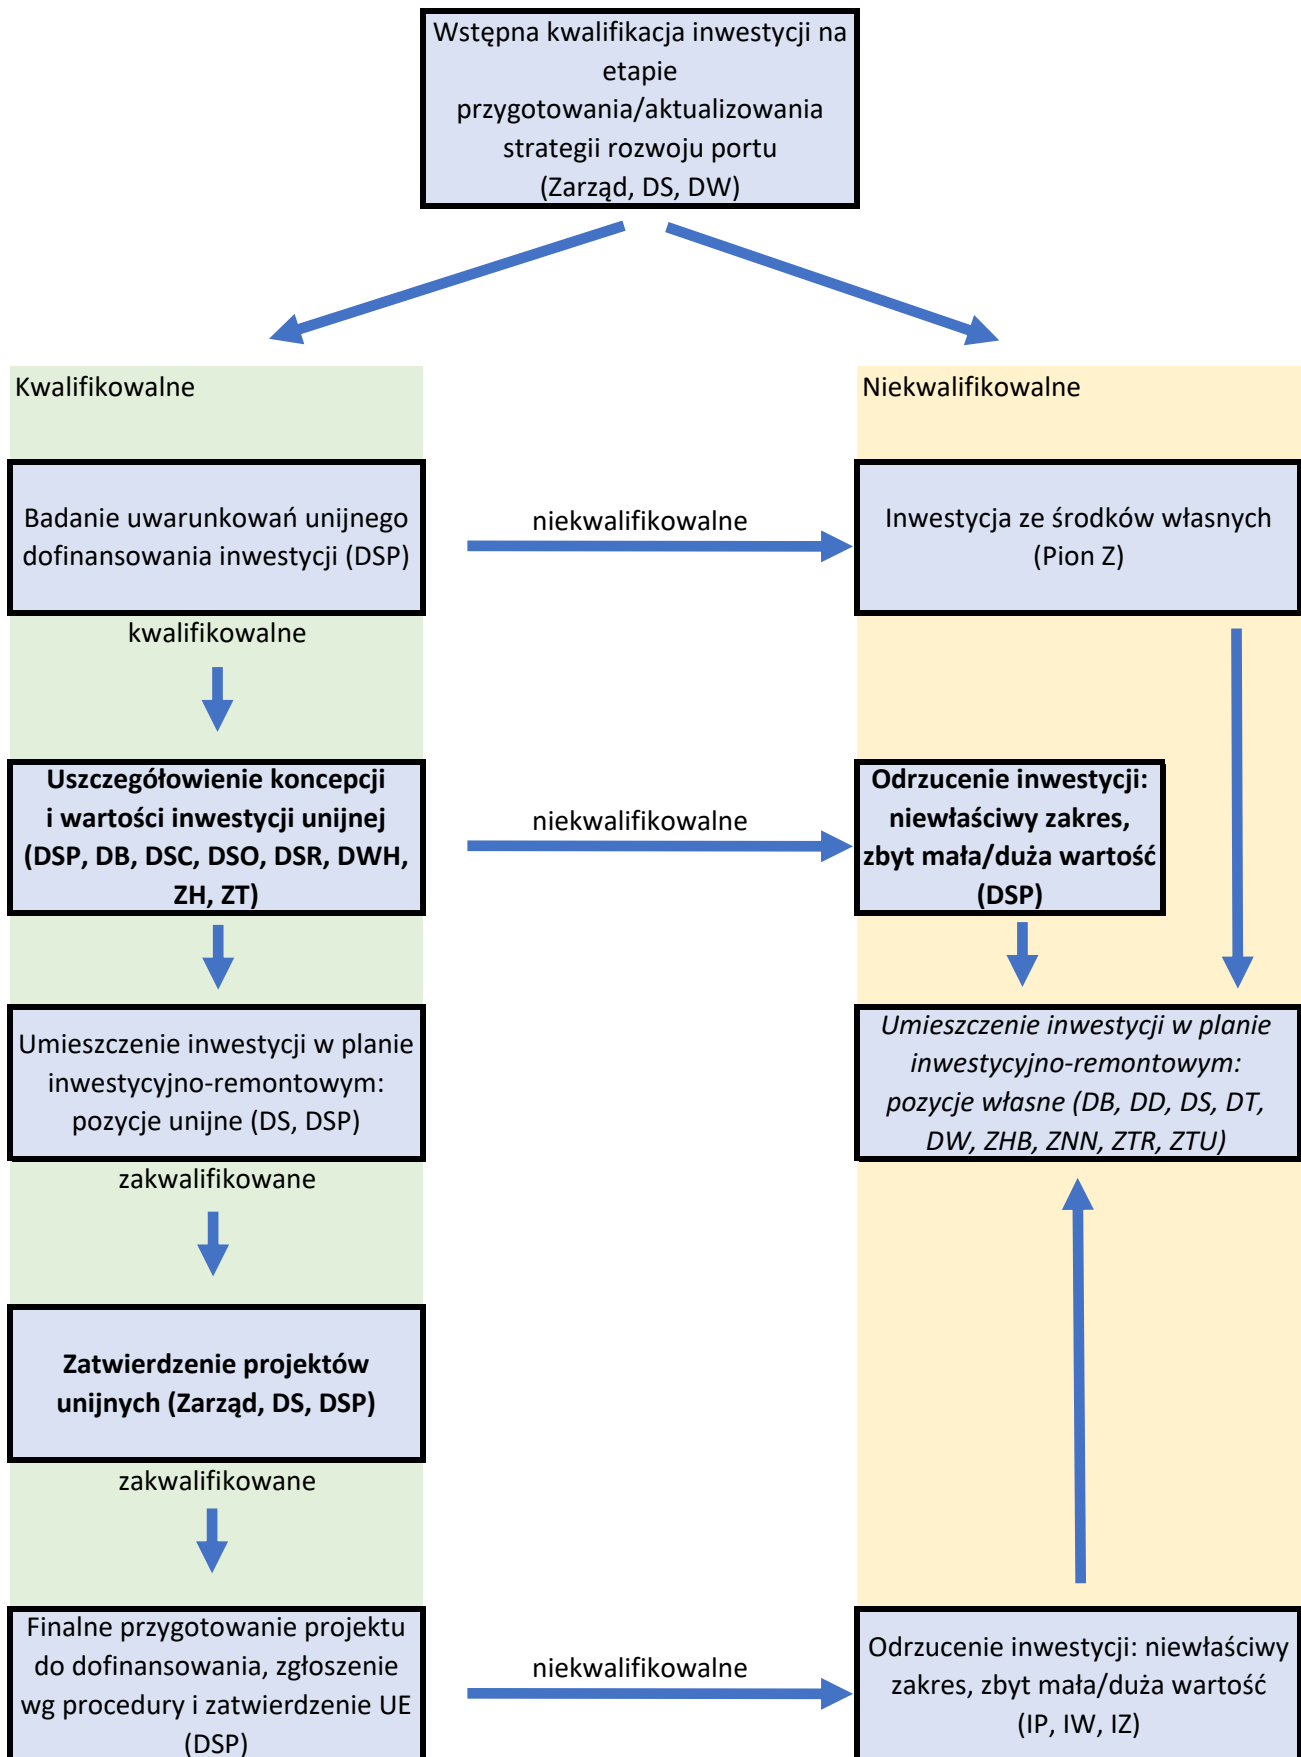 Wstępna kwalifikacja inwestycji na
etapie
przygotowania/aktualizowania
strategii rozwoju portu
(Zarząd, DS, DW)
Kwalifikowalne
Niekwalifikowalne
Badanie uwarunkowań unijnego
dofinansowania inwestycji (DSP)
niekwalifikowalne
Inwestycja ze środków własnych
(Pion Z)
kwalifikowalne
Uszczegółowienie koncepcji
i wartości inwestycji unijnej
(DSP, DB, DSC, DSO, DSR, DWH,
ZH, ZT)
niekwalifikowalne
Odrzucenie inwestycji:
niewłaściwy zakres,
zbyt mała/duża wartość
(DSP)
Umieszczenie inwestycji w planie
inwestycyjno-remontowym:
pozycje unijne (DS, DSP)
Umieszczenie inwestycji w planie
inwestycyjno-remontowym:
pozycje własne (DB, DD, DS, DT,
DW, ZHB, ZNN, ZTR, ZTU)
zakwalifikowane
Zatwierdzenie projektów
unijnych (Zarząd, DS, DSP)
zakwalifikowane
Finalne przygotowanie projektu
do dofinansowania, zgłoszenie
wg procedury i zatwierdzenie UE
(DSP)
niekwalifikowalne
Odrzucenie inwestycji: niewłaściwy
zakres, zbyt mała/duża wartość
(IP, IW, IZ)